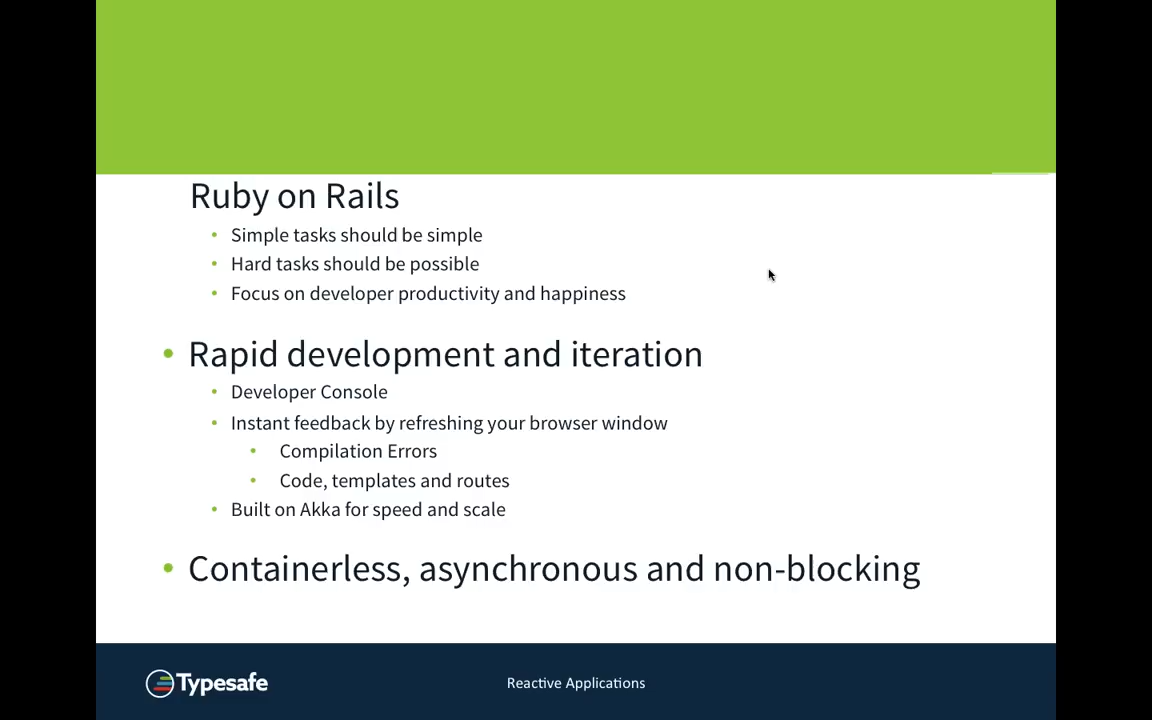 Ruby on Rails
• Simple tasks should be simple
• Hard tasks should be possible
• Focus on developer productivity and happiness
• Rapid development and iteration
• Developer Console
• Instant feedback by refreshing your browser window
• Compilation Errors
• Code, templates and routes
• Built on Akka for speed and scale
• Containerless, asynchronous and non-blocking
Typesafe
Reactive Applications